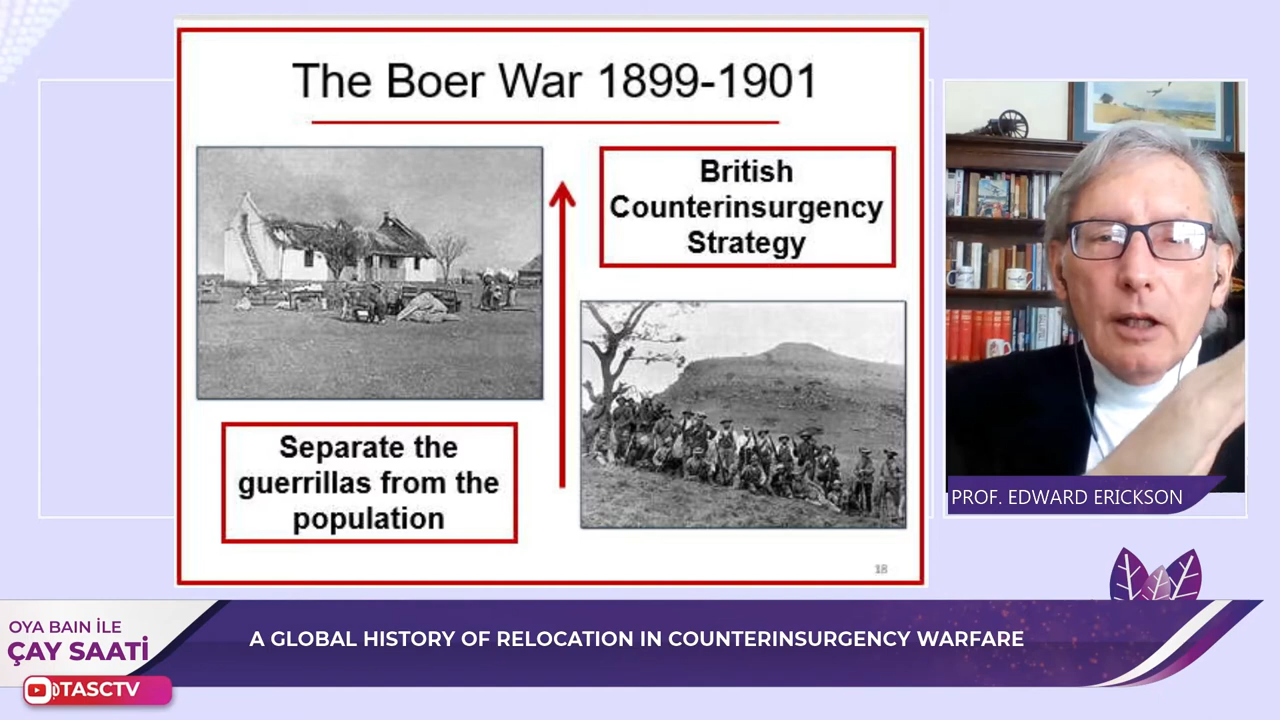 The Boer War 1899-1901
British
Counterinsurgency
Strategy
Separate the
guerrillas from the
population
18
PROF. EDWARD ERICKSON
OYA BAIN İLE
ÇAY SAATİ
A GLOBAL HISTORY OF RELOCATION IN COUNTERINSURGENCY WARFARE
@TASCTV